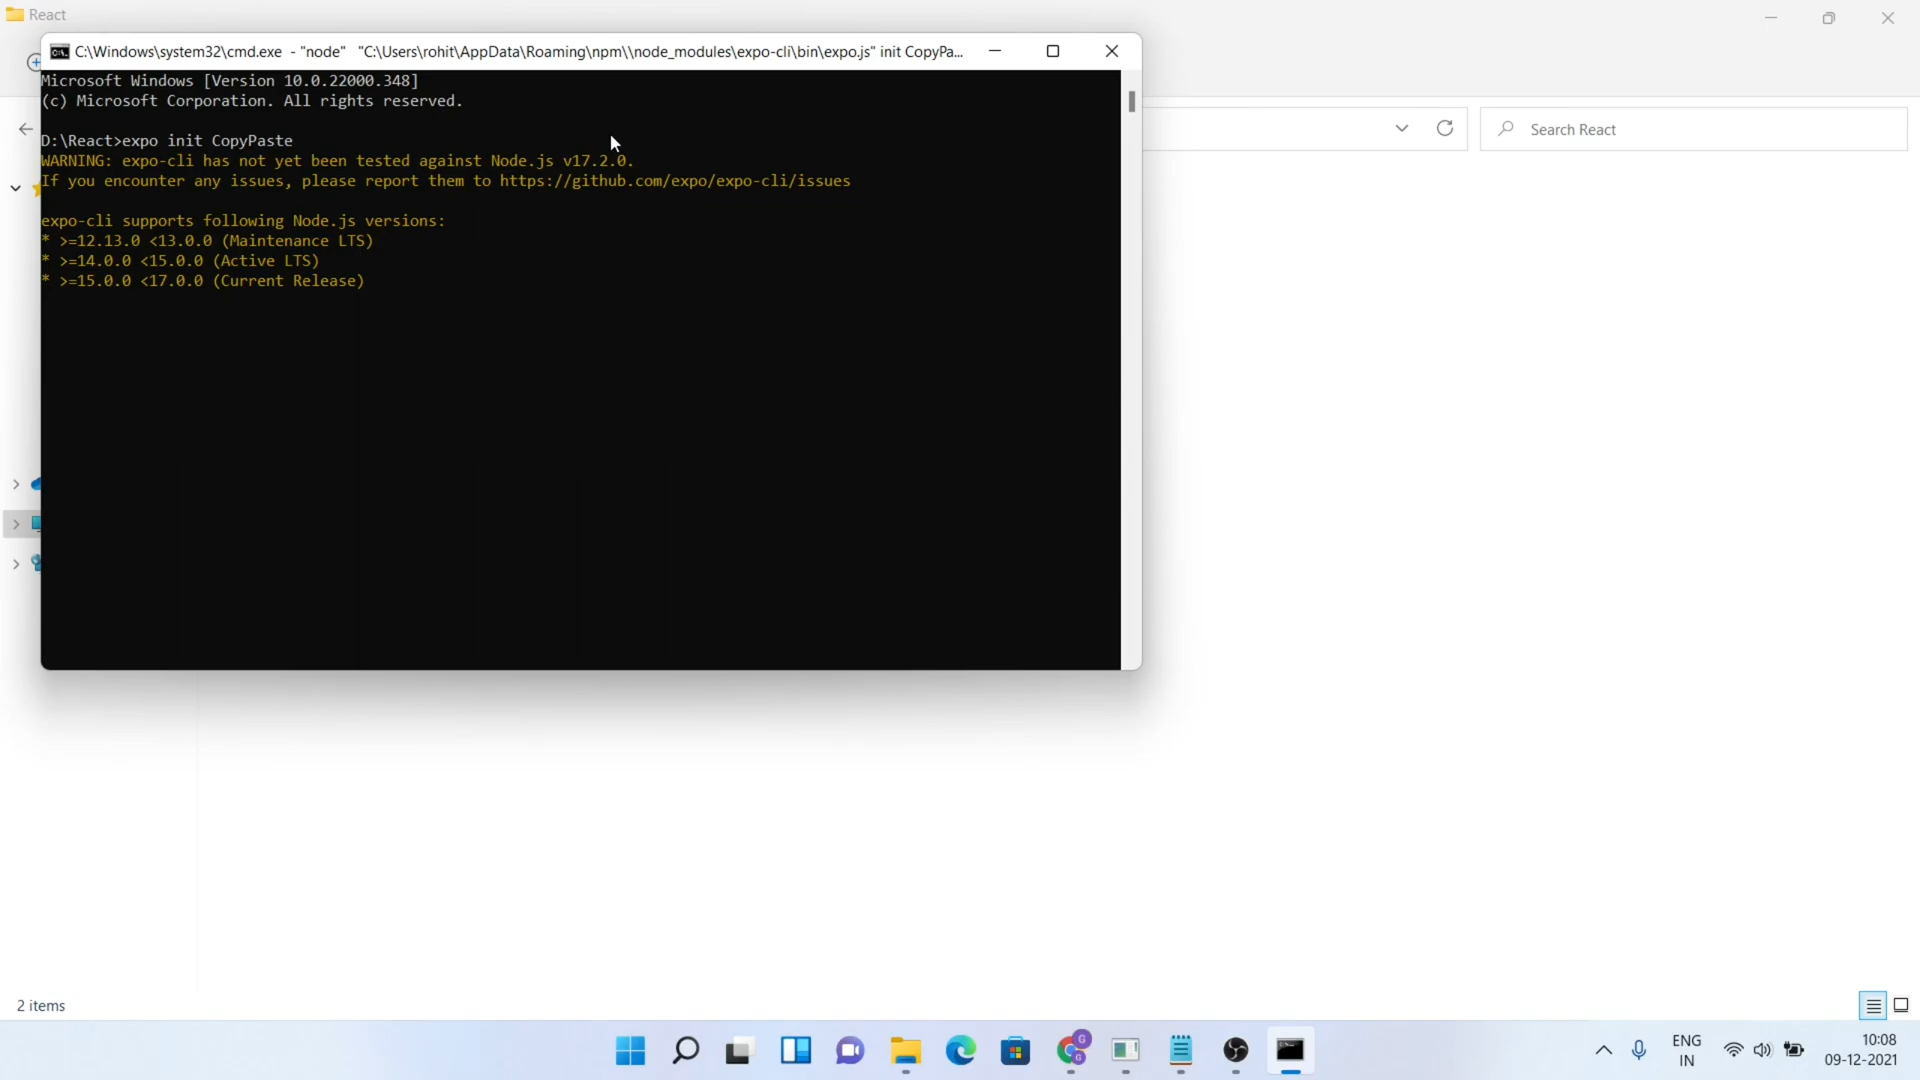 React
C:\Windows\system32\cmd.exe - "node" "C:\Users\rohit\AppData\Roaming\npm\\node_modules\expo-cli\bin\expo.js" init CopyPa...
Microsoft Windows [Version 10.0.22000.348]
(c) Microsoft Corporation. All rights reserved.
D:\React>expo init CopyPaste
WARNING: expo-cli has not yet been tested against Node.js v17.2.0.
If you encounter any issues, please report them to https://github.com/expo/expo-cli/issues
expo-cli supports following Node.js versions:
* >=12.13.0 <13.0.0 (Maintenance LTS)
* >=14.0.0 <15.0.0 (Active LTS)
* >=15.0.0 <17.0.0 (Current Release)
Search React
2 items
ENG
IN
10:08
09-12-2021